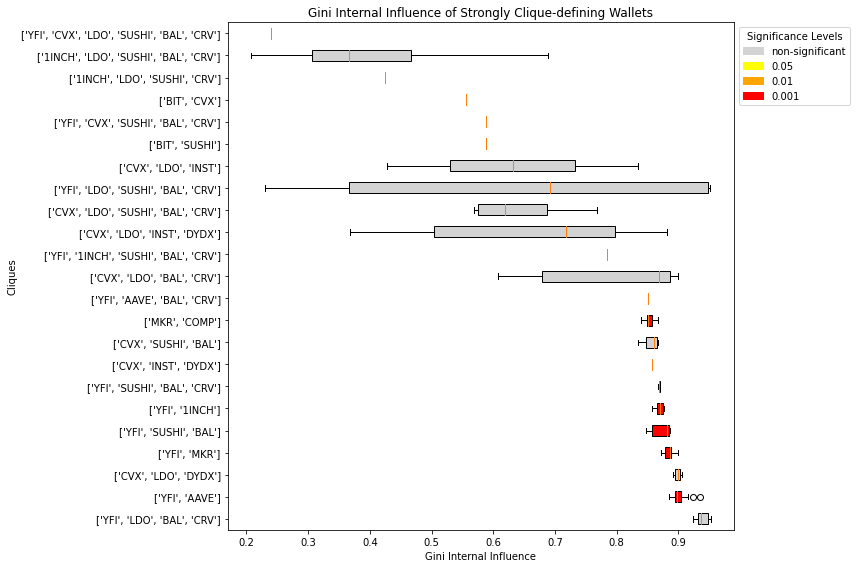 Gini Internal Influence of Strongly Clique-defining Wallets
['YFI', 'CVX', 'LDO', 'SUSHI', 'BAL', 'CRV']
['1INCH', 'LDO', 'SUSHI', 'BAL', 'CRV']
['1INCH', 'LDO', 'SUSHI', 'CRV']
['BIT', 'CVX']
['YFI', 'CVX', 'SUSHI', 'BAL', 'CRV']
['BIT', 'SUSHI']
['CVX', 'LDO', 'INST']
['YFI', 'LDO', 'SUSHI', 'BAL', 'CRV']
['CVX', 'LDO', 'SUSHI', 'BAL', 'CRV']
['CVX', 'LDO', 'INST', 'DYDX']
['YFI', '1INCH', 'SUSHI', 'BAL', 'CRV']
['CVX', 'LDO', 'BAL', 'CRV']
['YFI', 'AAVE', 'BAL', 'CRV']
['MKR', 'COMP']
['CVX', 'SUSHI', 'BAL']
['CVX', 'INST', 'DYDX']
['YFI', 'SUSHI', 'BAL', 'CRV']
['YFI', '1INCH']
['YFI', 'SUSHI', 'BAL']
['YFI', 'MKR']
['CVX', 'LDO', 'DYDX']
['YFI', 'AAVE']
['YFI', 'LDO', 'BAL', 'CRV']
Cliques
0.2 0.3 0.4 0.5 0.6 0.7 0.8 0.9
Gini Internal Influence
Significance Levels
non-significant
0.05
0.01
0.001